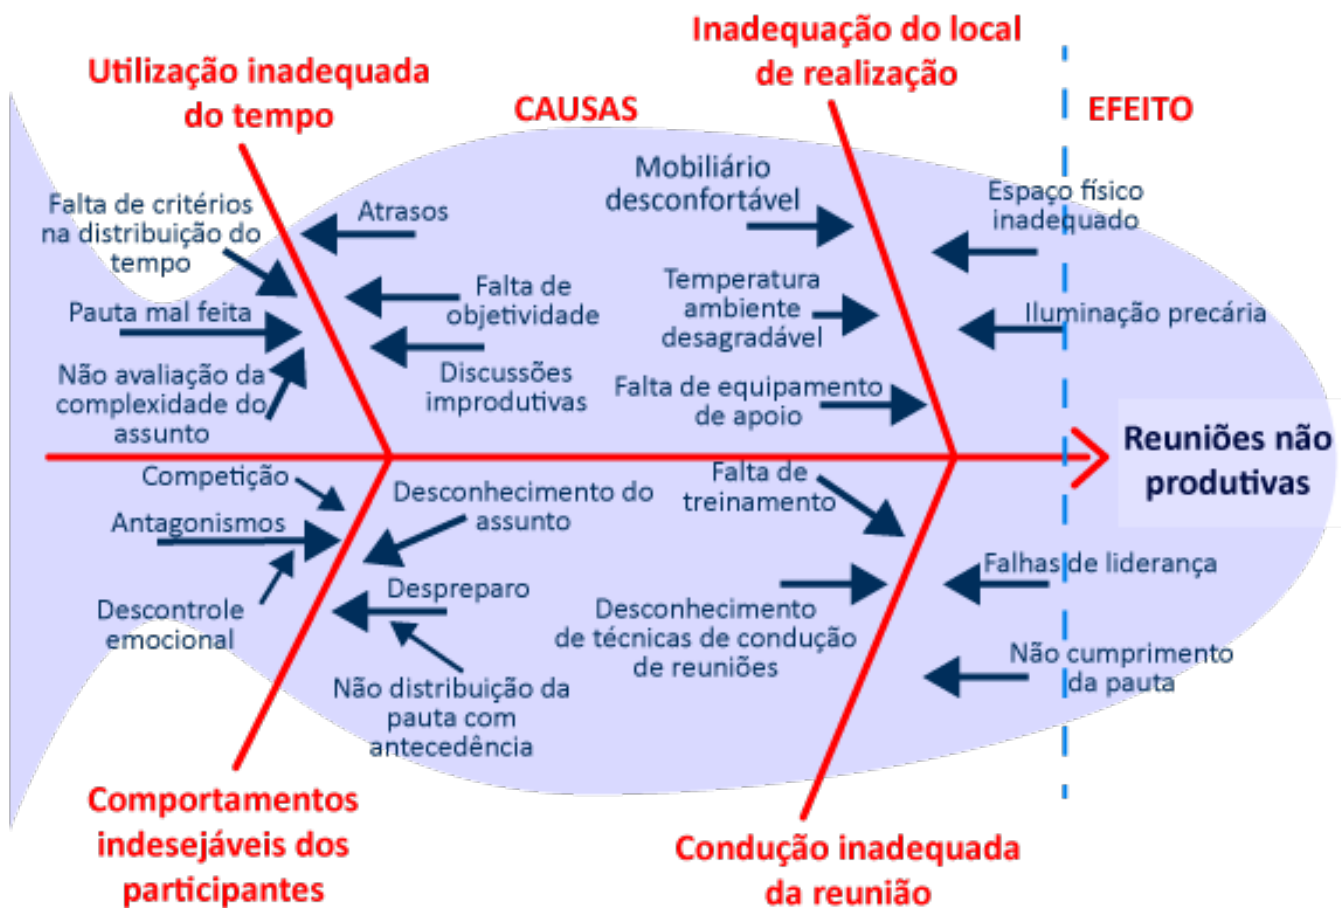 Utilização inadequada
do tempo
Inadequação do local
de realização
CAUSAS
EFEITO
Falta de critérios
na distribuição do
tempo
Atrasos
Pauta mal feita
Falta de
objetividade
Não avaliação da
complexidade do
assunto
Discussões
improdutivas
Mobiliário
desconfortável
Espaço físico
inadequado
Temperatura
ambiente
desagradável
Iluminação precária
Falta de equipamento
de apoio
Reuniões não
produtivas
Competição
Antagonismos
Descontrole
emocional
Desconhecimento do
assunto
Despreparo
Não distribuição da
pauta com
antecedência
Falta de
treinamento
Desconhecimento
de técnicas de condução
de reuniões
Falhas de liderança
Não cumprimento
da pauta
Comportamentos
indesejáveis dos
participantes
Condução inadequada
da reunião